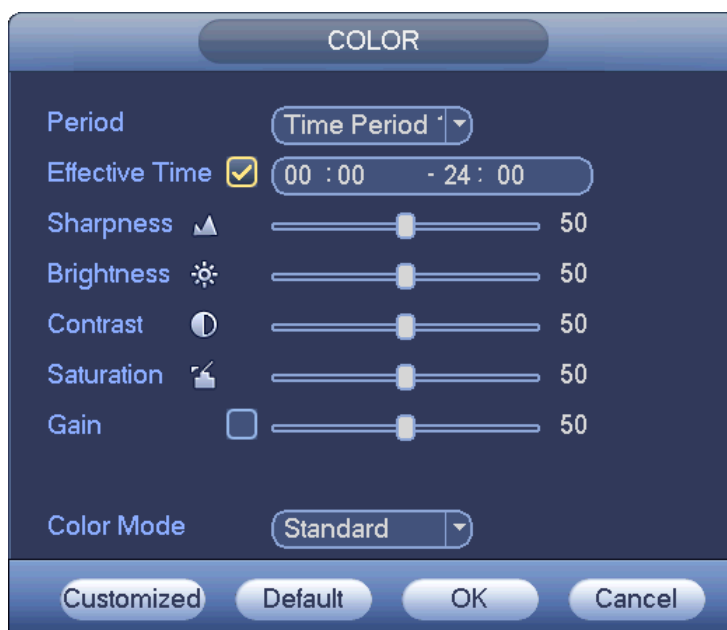 COLOR
Period Time Period
Effective Time 00 : 00 - 24 : 00
Sharpness 50
Brightness 50
Contrast 50
Saturation 50
Gain 50
Color Mode Standard
Customized Default OK Cancel